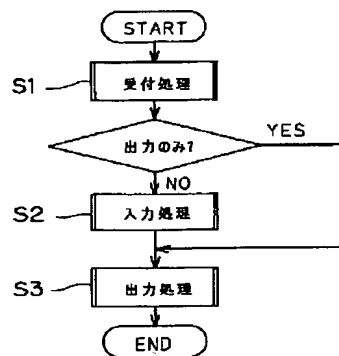 START
S1
受付処理
出力のみ?
YES
NO
S2
入力処理
S3
出力処理
END